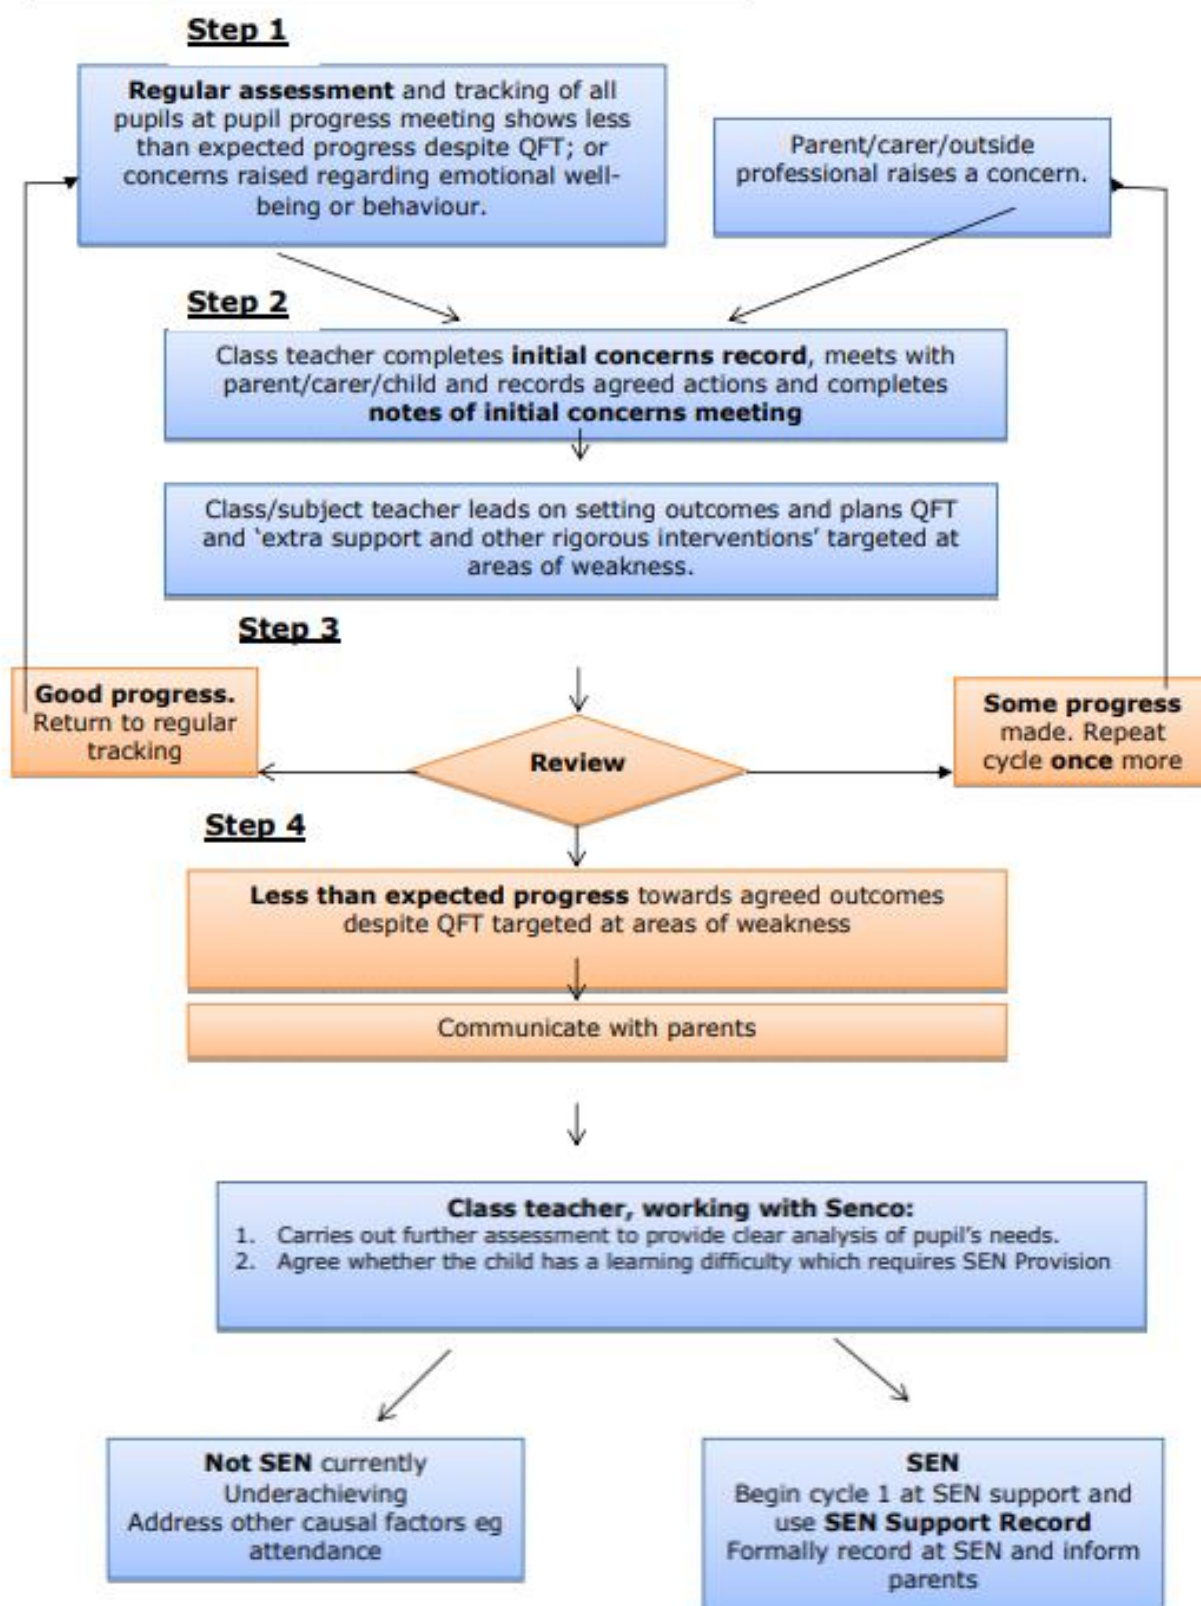 Step 1
Regular assessment and tracking of all
pupils at pupil progress meeting shows less
than expected progress despite QFT; or
concerns raised regarding emotional well-
being or behaviour.
Parent/carer/outside
professional raises a concern.
Step 2
Class teacher completes initial concerns record, meets with
parent/carer/child and records agreed actions and completes
notes of initial concerns meeting
Class/subject teacher leads on setting outcomes and plans QFT
and ‘extra support and other rigorous interventions’ targeted at
areas of weakness.
Step 3
Good progress.
Return to regular
tracking
Review
Some progress
made. Repeat
cycle once more
Step 4
Less than expected progress towards agreed outcomes
despite QFT targeted at areas of weakness
Communicate with parents
Class teacher, working with Senco:
1. Carries out further assessment to provide clear analysis of pupil’s needs.
2. Agree whether the child has a learning difficulty which requires SEN Provision
Not SEN currently
Underachieving
Address other causal factors eg
attendance
SEN
Begin cycle 1 at SEN support and
use SEN Support Record
Formally record at SEN and inform
parents